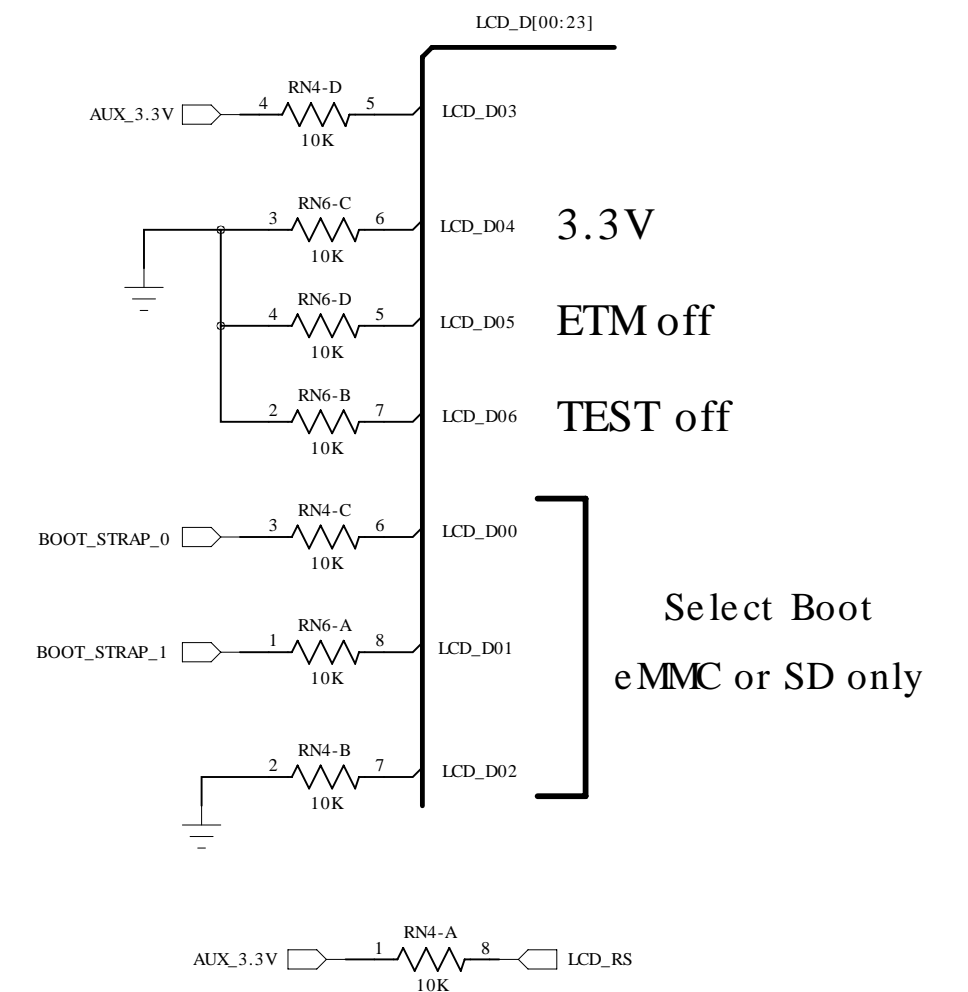 LCD_D[00:23]
RN4-D
AUX_3.3V 4 5 LCD_D03
10K
RN6-C
3 6 LCD_D04 3.3V
10K
RN6-D
4 5 LCD_D05 ETM off
10K
RN6-B
2 7 LCD_D06 TEST off
10K
RN4-C
BOOT_STRAP_0 3 6 LCD_D00
10K
Select Boot
RN6-A
BOOT_STRAP_1 1 8 LCD_D01
eMMC or SD only
10K
RN4-B
2 7 LCD_D02
10K
RN4-A
AUX_3.3V 1 8 LCD_RS
10K